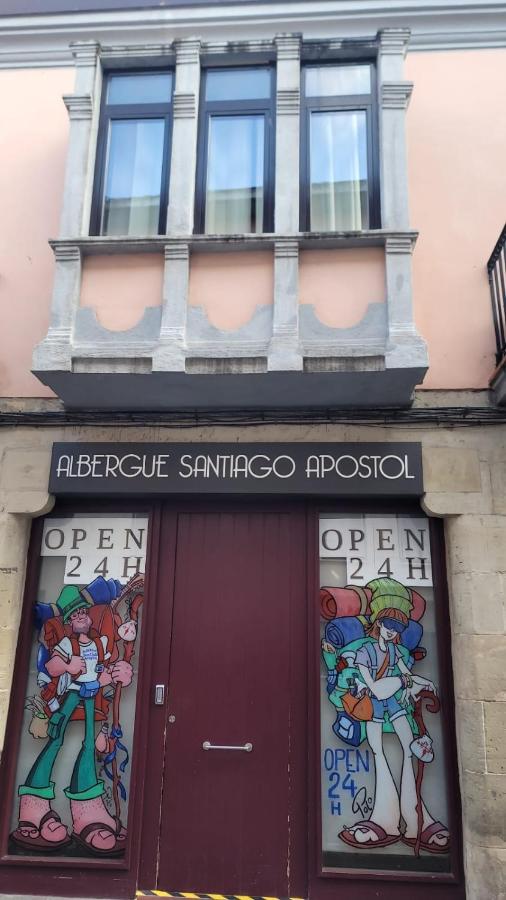 ALBERGUE SANTIAGO APOSTOL
OPEN
24H
OPEN
24H
OPEN
24
H